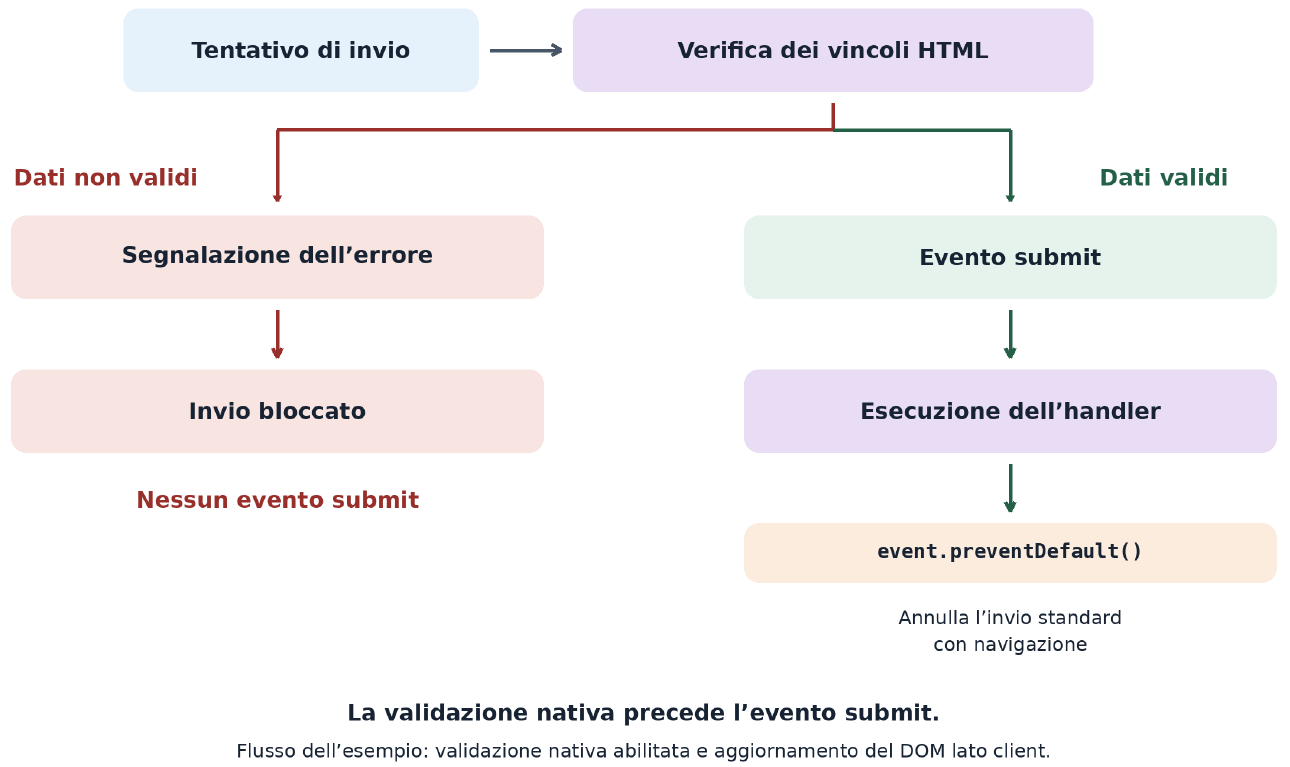 Tentativo di invio
Verifica dei vincoli HTML
Dati non validi
Dati validi
Segnalazione dell’errore
Evento submit
Invio bloccato
Esecuzione dell’handler
Nessun evento submit
event.preventDefault()
Annulla l’invio standard
con navigazione
La validazione nativa precede l’evento submit.
Flusso dell’esempio: validazione nativa abilitata e aggiornamento del DOM lato client.